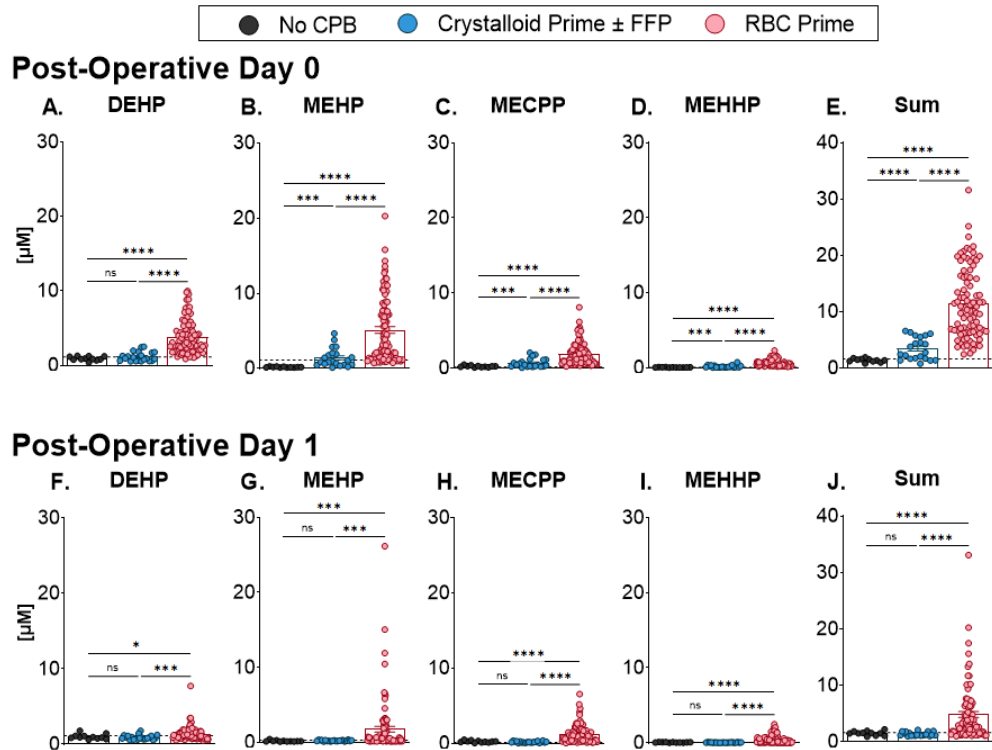 No CPB Crystalloid Prime ± FFP RBC Prime
Post-Operative Day 0
A. DEHP B. MEHP C. MECPP D. MEHHP E. Sum
30 30 30 30 40
**** **** **** **** ****
ns **** *** **** *** **** *** **** **** ****
20 20 20 20 30
10 10 10 10 20
0 0 0 0 10
0
[µM]
Post-Operative Day 1
F. DEHP G. MEHP H. MECPP I. MEHHP J. Sum
30 30 30 30 40
* *** **** **** ****
ns *** ns *** ns **** ns **** ns ****
20 20 20 20 30
10 10 10 10 20
0 0 0 0 10
0
[µM]